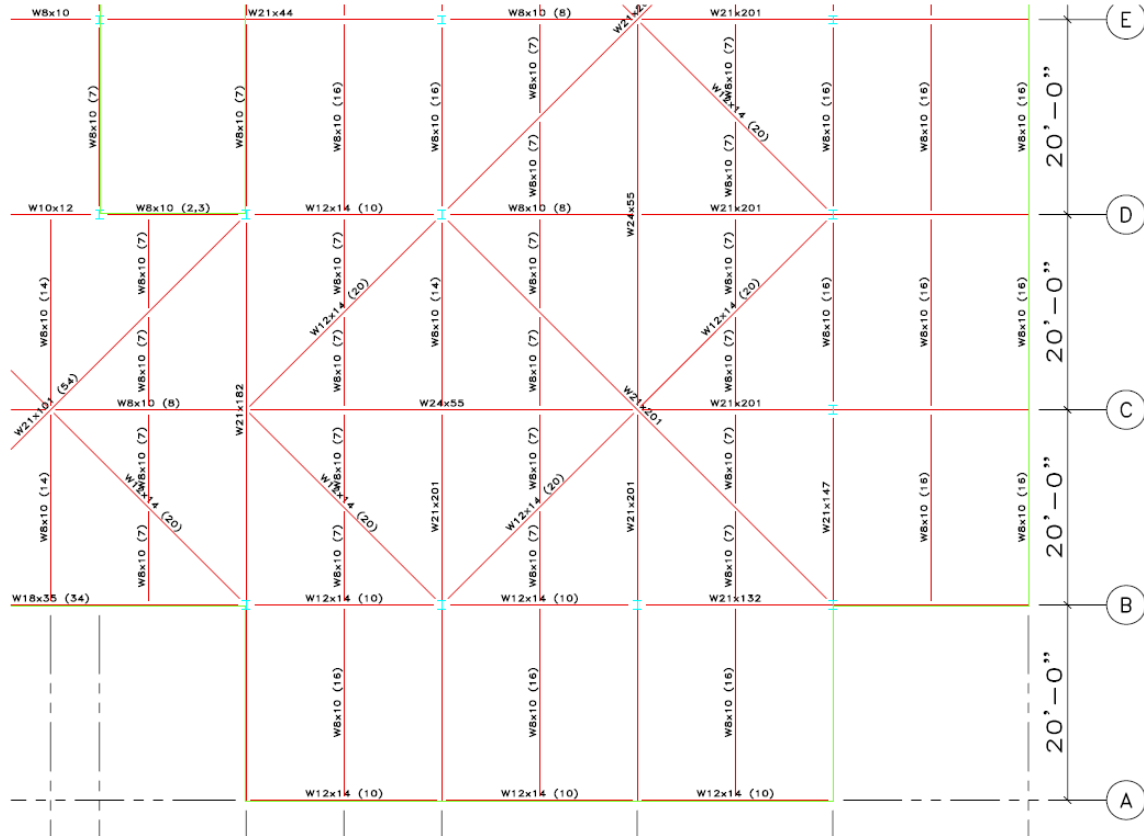 W8x10
W21x44
W8x10 (8)
W21x2
W21x201
E
W8x10 (7)
W8x10 (7)
W8x10 (16)
W8x10 (16)
W8x10 (7)
W8x10 (7)
W12x14 (20)
W8x10 (16)
W8x10 (16)
W8x10 (16)
20'-0"
W8x10 (7)
W8x10 (7)
W10x12
W8x10 (2,3)
W12x14 (10)
W8x10 (8)
W24x55
W21x201
D
W8x10 (7)
W8x10 (7)
W8x10 (7)
W8x10 (7)
W8x10 (14)
W12x14 (20)
W8x10 (14)
W12x14 (20)
W8x10 (16)
W8x10 (16)
W8x10 (16)
20'-0"
W8x10 (7)
W8x10 (7)
W8x10 (7)
W8x10 (7)
W21x101 (54)
W8x10 (8)
W21x182
W24x55
W21x201
W21x201
C
W8x10 (7)
W8x10 (7)
W8x10 (7)
W8x10 (7)
W8x10 (14)
W12x14 (20)
W12x14 (20)
W21x201
W12x14 (20)
W21x201
W21x147
W8x10 (16)
W8x10 (16)
20'-0"
W8x10 (7)
W8x10 (7)
W8x10 (7)
W8x10 (7)
W18x35 (34)
W12x14 (10)
W12x14 (10)
W21x132
B
W8x10 (16)
W8x10 (16)
W8x10 (16)
20'-0"
W12x14 (10)
W12x14 (10)
W12x14 (10)
A